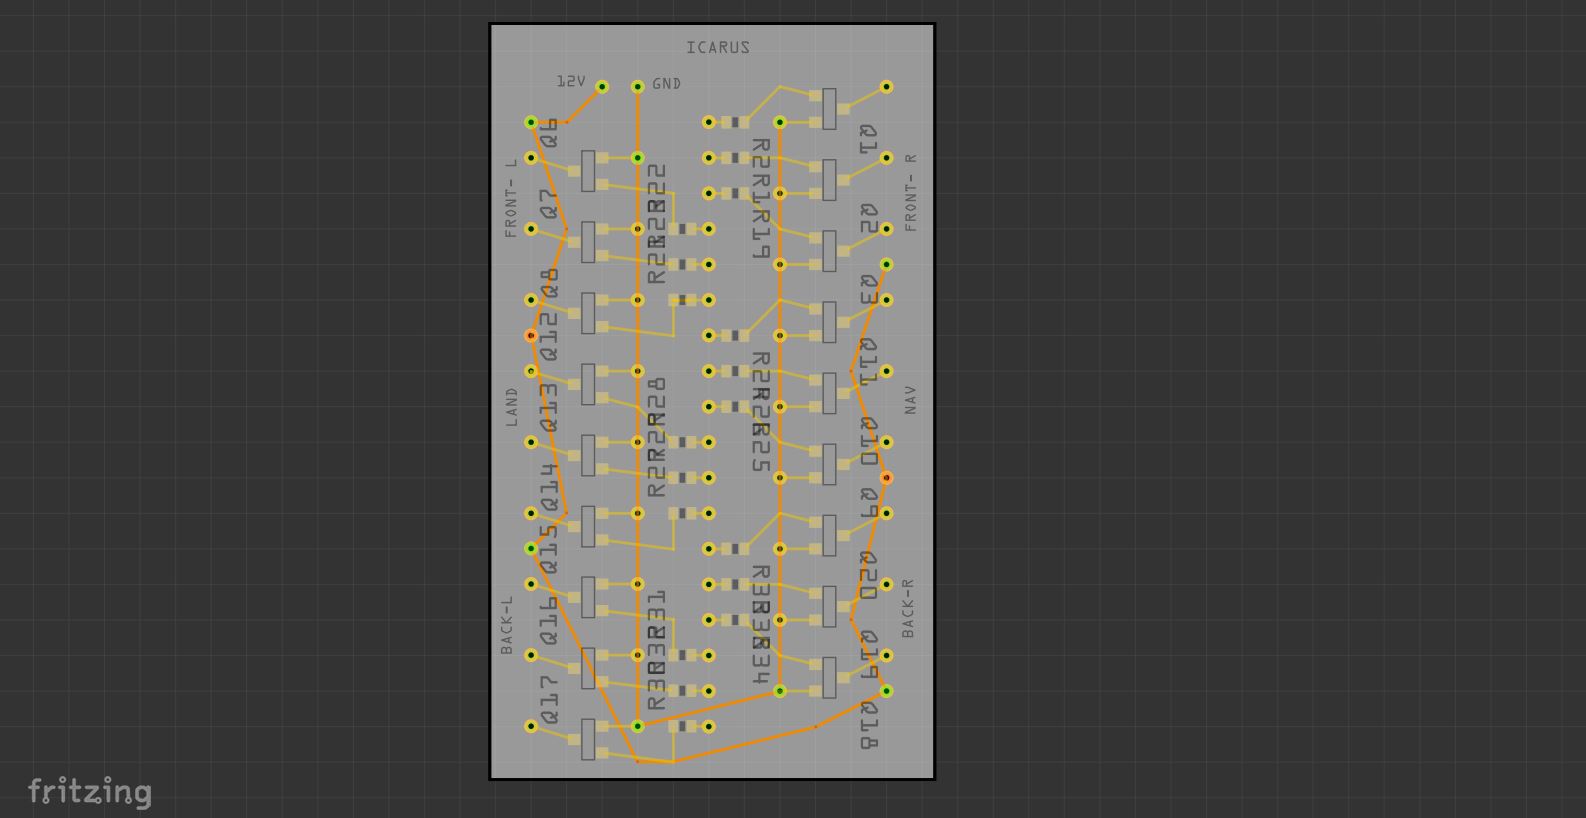 ICARUS
12V
GND
Q6
Q1
FRONT- L
FRONT- R
Q7
Q2
Q8
Q3
Q12
Q11
LAND
NAV
Q13
Q10
Q14
Q9
Q15
Q20
BACK-L
BACK-R
Q16
Q19
Q17
Q18
fritzing